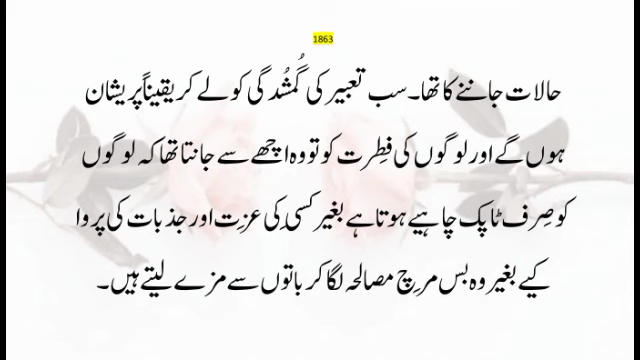 1863
حالات جاننے کا تھا۔ سب تعبیر کی گُمشُدگی کو لے کر یقیناً پریشان
ہوں گے اور لوگوں کی فِطرت کو تو وہ اچھے سے جانتا تھا کہ لوگوں
کو صِرف ٹاپک چاہیے ہوتا ہے بغیر کسی کی عزت اور جذبات کی پروا
کیے بغیر وہ بس مرچ مصالحہ لگا کر باتوں سے مزے لیتے ہیں۔